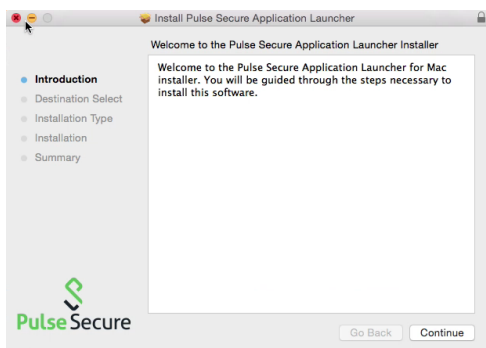 Install Pulse Secure Application Launcher
Welcome to the Pulse Secure Application Launcher Installer
Introduction
Destination Select
Installation Type
Installation
Summary
Welcome to the Pulse Secure Application Launcher for Mac
installer. You will be guided through the steps necessary to
install this software.
Pulse Secure
Go Back
Continue